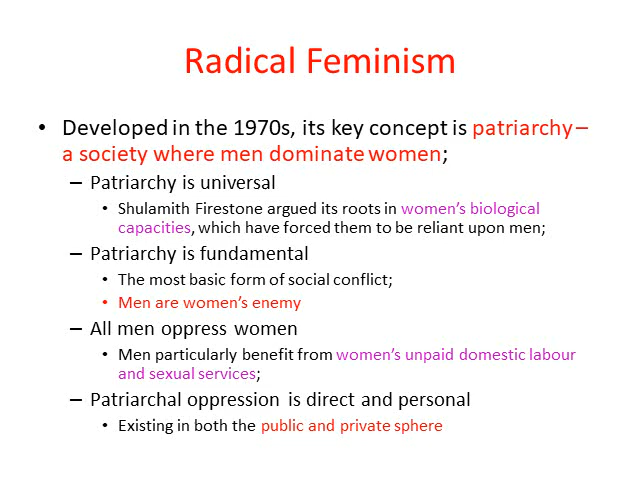 Radical Feminism
• Developed in the 1970s, its key concept is patriarchy –
a society where men dominate women;
– Patriarchy is universal
• Shulamith Firestone argued its roots in women's biological
capacities, which have forced them to be reliant upon men;
– Patriarchy is fundamental
• The most basic form of social conflict;
• Men are women's enemy
– All men oppress women
• Men particularly benefit from women's unpaid domestic labour
and sexual services;
– Patriarchal oppression is direct and personal
• Existing in both the public and private sphere